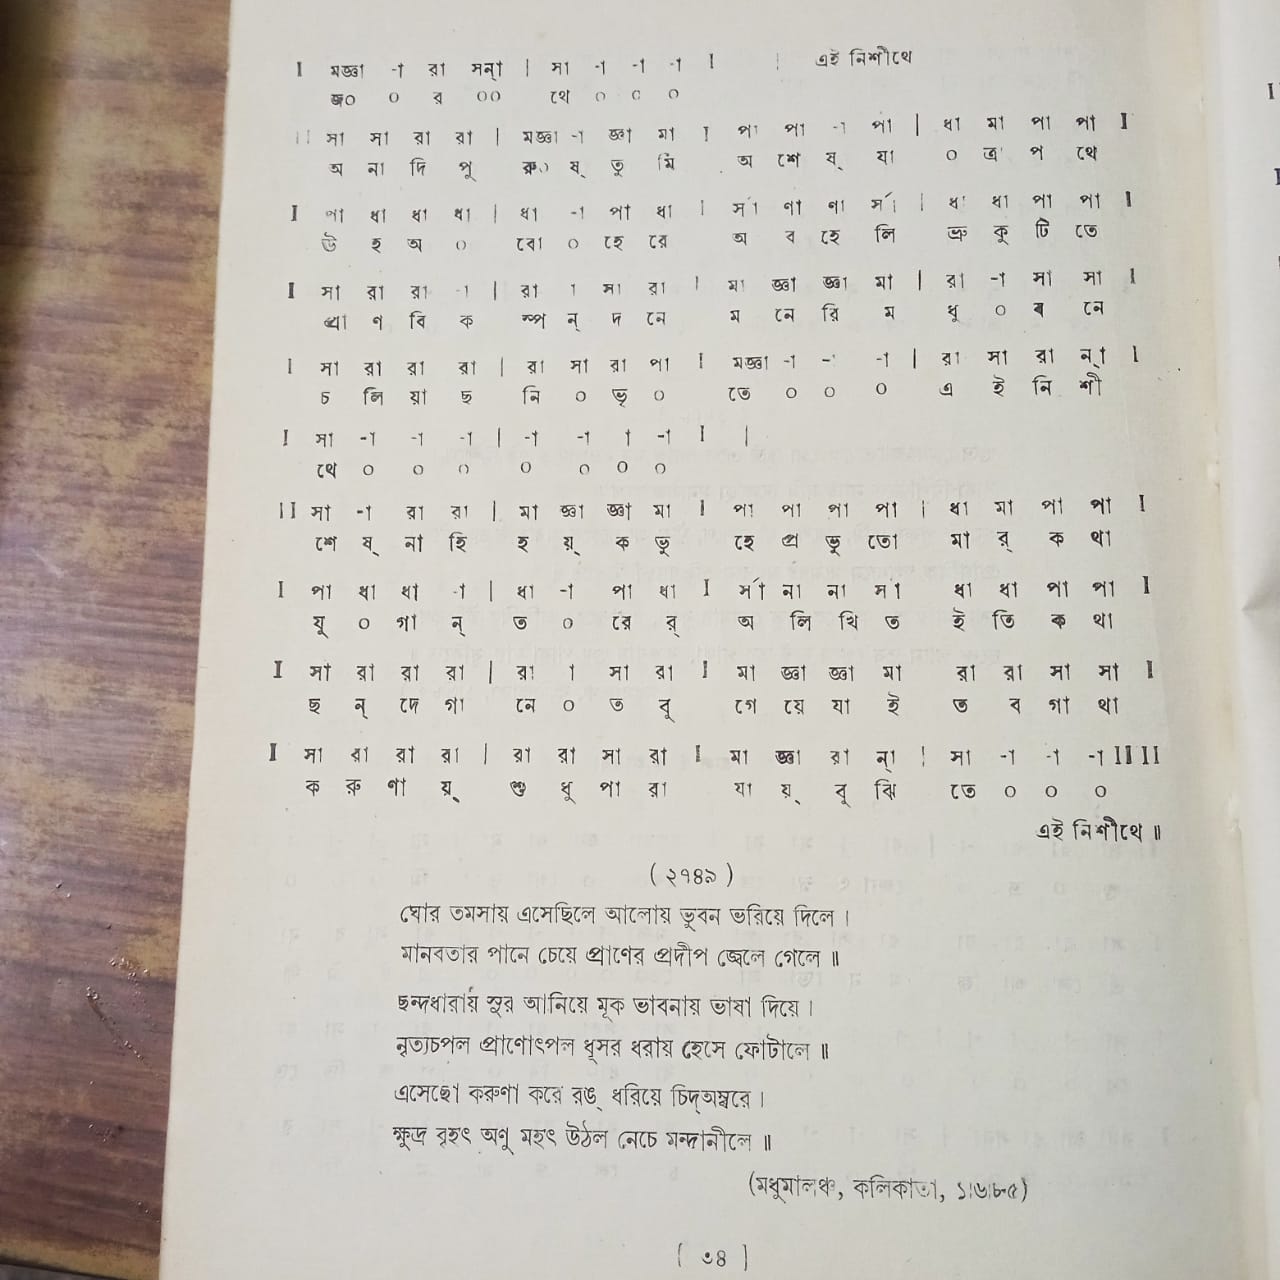 I মজ্ঞা -া রা সন্া | সা -া -া -া I | এই নিশীথে
জ০ ০ র ০০ থে ০ ০ ০
II সা সা রা রা | মজ্ঞা -া জ্ঞা মা I পা পা -া পা | ধা মা পা পা I
অ না দি পু রু০ ষ্ তু মি অ শে ষ্ যা ০ ত্র প থে
I পা ধা ধা ধা | ধা -া পা ধা I র্সা ণা ণা র্সা | ধা ধা পা পা I
উ হ অ ০ বো ০ হে রে অ ব হে লি ভ্রু কু টি তে
I সা রা রা -া | রা া সা রা I মা জ্ঞা জ্ঞা মা | রা -া সা সা I
প্রা ণ বি ক ম্প ন্ দ নে ম নে রি ম ধু ০ ব নে
I সা রা রা রা | রা সা রা পা I মজ্ঞা -া -া -া | রা সা রা ন্া I
চ লি য়া ছ নি ০ ভৃ ০ তে ০ ০ ০ এ ই নি শী
I সা -া -া -া | -া -া া -া I |
থে ০ ০ ০ ০ ০ ০ ০
II সা -া রা রা | মা জ্ঞা জ্ঞা মা I পা পা পা পা | ধা মা পা পা I
শে ষ্ না হি হ য়্ ক ভূ হে প্র ভু তো মা র্ ক থা
I পা ধা ধা -া | ধা -া পা ধা I র্সা না না র্সা ধা ধা পা পা I
যু ০ গা ন্ ত ০ রে র্ অ লি খি ত ই তি ক থা
I সা রা রা রা | রা া সা রা I মা জ্ঞা জ্ঞা মা রা রা সা সা I
ছ ন্ দে গা নে ০ ত বু গে য়ে যা ই ত ব গা থা
I সা রা রা রা | রা রা সা রা I মা জ্ঞা রা ন্া | সা -া -া -া II II
ক রু ণা য়্ শু ধু পা রা যা য়্ বু ঝি তে ০ ০ ০
এই নিশীথে ॥
(২৭৪৯)
ঘোর তমসায় এসেছিলে আলোয় ভুবন ভরিয়ে দিলে ।
মানবতার পানে চেয়ে প্রাণের প্রদীপ জ্বেলে গেলে ॥
ছন্দধারায় সুর আনিয়ে মূক ভাবনায় ভাষা দিয়ে ।
নৃত্যচপল প্রাণোৎপল ধূসর ধরায় হেসে ফোটালে ॥
এসেছো করুণা করে রঙ্ ধরিয়ে চিদ্অম্বরে ।
ক্ষুদ্র বৃহৎ অণু মহৎ উঠল নেচে মন্দানীলে ॥
(মধুমালঞ্চ, কলিকাতা, ১।৬।৮৫)
[ ৩৪ ]